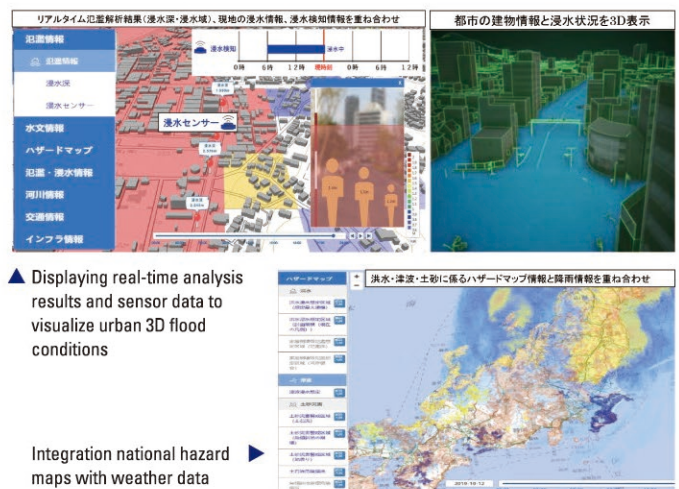 リアルタイム氾濫解析結果(浸水深・浸水域)、現地の浸水情報、浸水検知情報を重ね合わせ
都市の建物情報と浸水状況を3D表示
氾濫情報
氾濫情報
浸水深
浸水センサー
水文情報
ハザードマップ
氾濫・浸水情報
河川情報
交通情報
インフラ情報
浸水検知
浸水中
0時 6時 12時 現時刻 0時 6時 12時
浸水センサー
▲ Displaying real-time analysis
results and sensor data to
visualize urban 3D flood
conditions
Integration national hazard ▶
maps with weather data
ハザードマップ
洪水・津波・土砂に係るハザードマップ情報と降雨情報を重ね合わせ
洪水
津波
土砂災害
2019-10-12